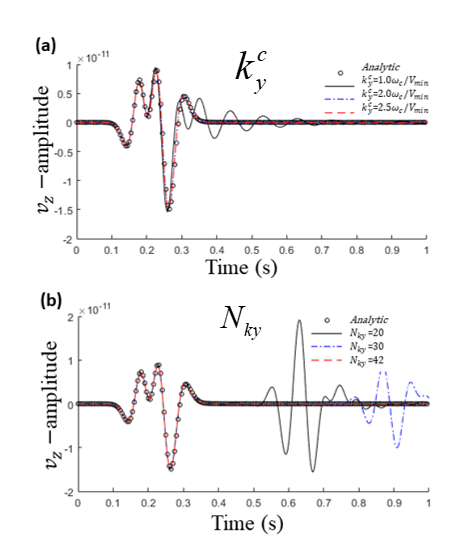 (a)
k_y^c
× 10⁻¹¹
1
0.5
0
-0.5
-1
-1.5
-2
v_z −amplitude
Analytic
k_y^c=1.0ω_c/V_min
k_y^c=2.0ω_c/V_min
k_y^c=2.5ω_c/V_min
0 0.1 0.2 0.3 0.4 0.5 0.6 0.7 0.8 0.9 1
Time (s)
(b)
N_ky
× 10⁻¹¹
2
1
0
-1
-2
v_z −amplitude
Analytic
N_ky=20
N_ky=30
N_ky=42
0 0.1 0.2 0.3 0.4 0.5 0.6 0.7 0.8 0.9 1
Time (s)